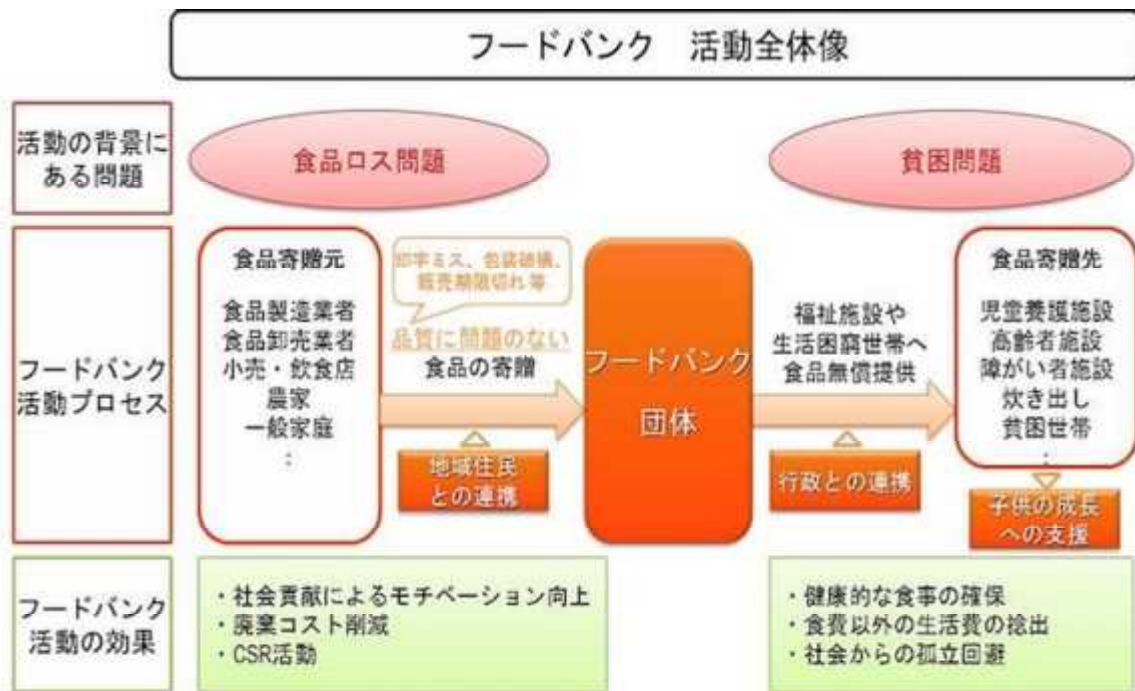 フードバンク　活動全体像
活動の背景に
ある問題
食品ロス問題
貧困問題
フードバンク
活動プロセス
食品寄贈元
食品製造業者
食品卸売業者
小売・飲食店
農家
一般家庭
:
印字ミス、包装破損、
販売期限切れ等
品質に問題のない
食品の寄贈
地域住民
との連携
フードバンク
団体
福祉施設や
生活困窮世帯へ
食品無償提供
行政との連携
食品寄贈先
児童養護施設
高齢者施設
障がい者施設
炊き出し
貧困世帯
:
子供の成長
への支援
フードバンク
活動の効果
・社会貢献によるモチベーション向上
・廃棄コスト削減
・CSR活動
・健康的な食事の確保
・食費以外の生活費の捻出
・社会からの孤立回避